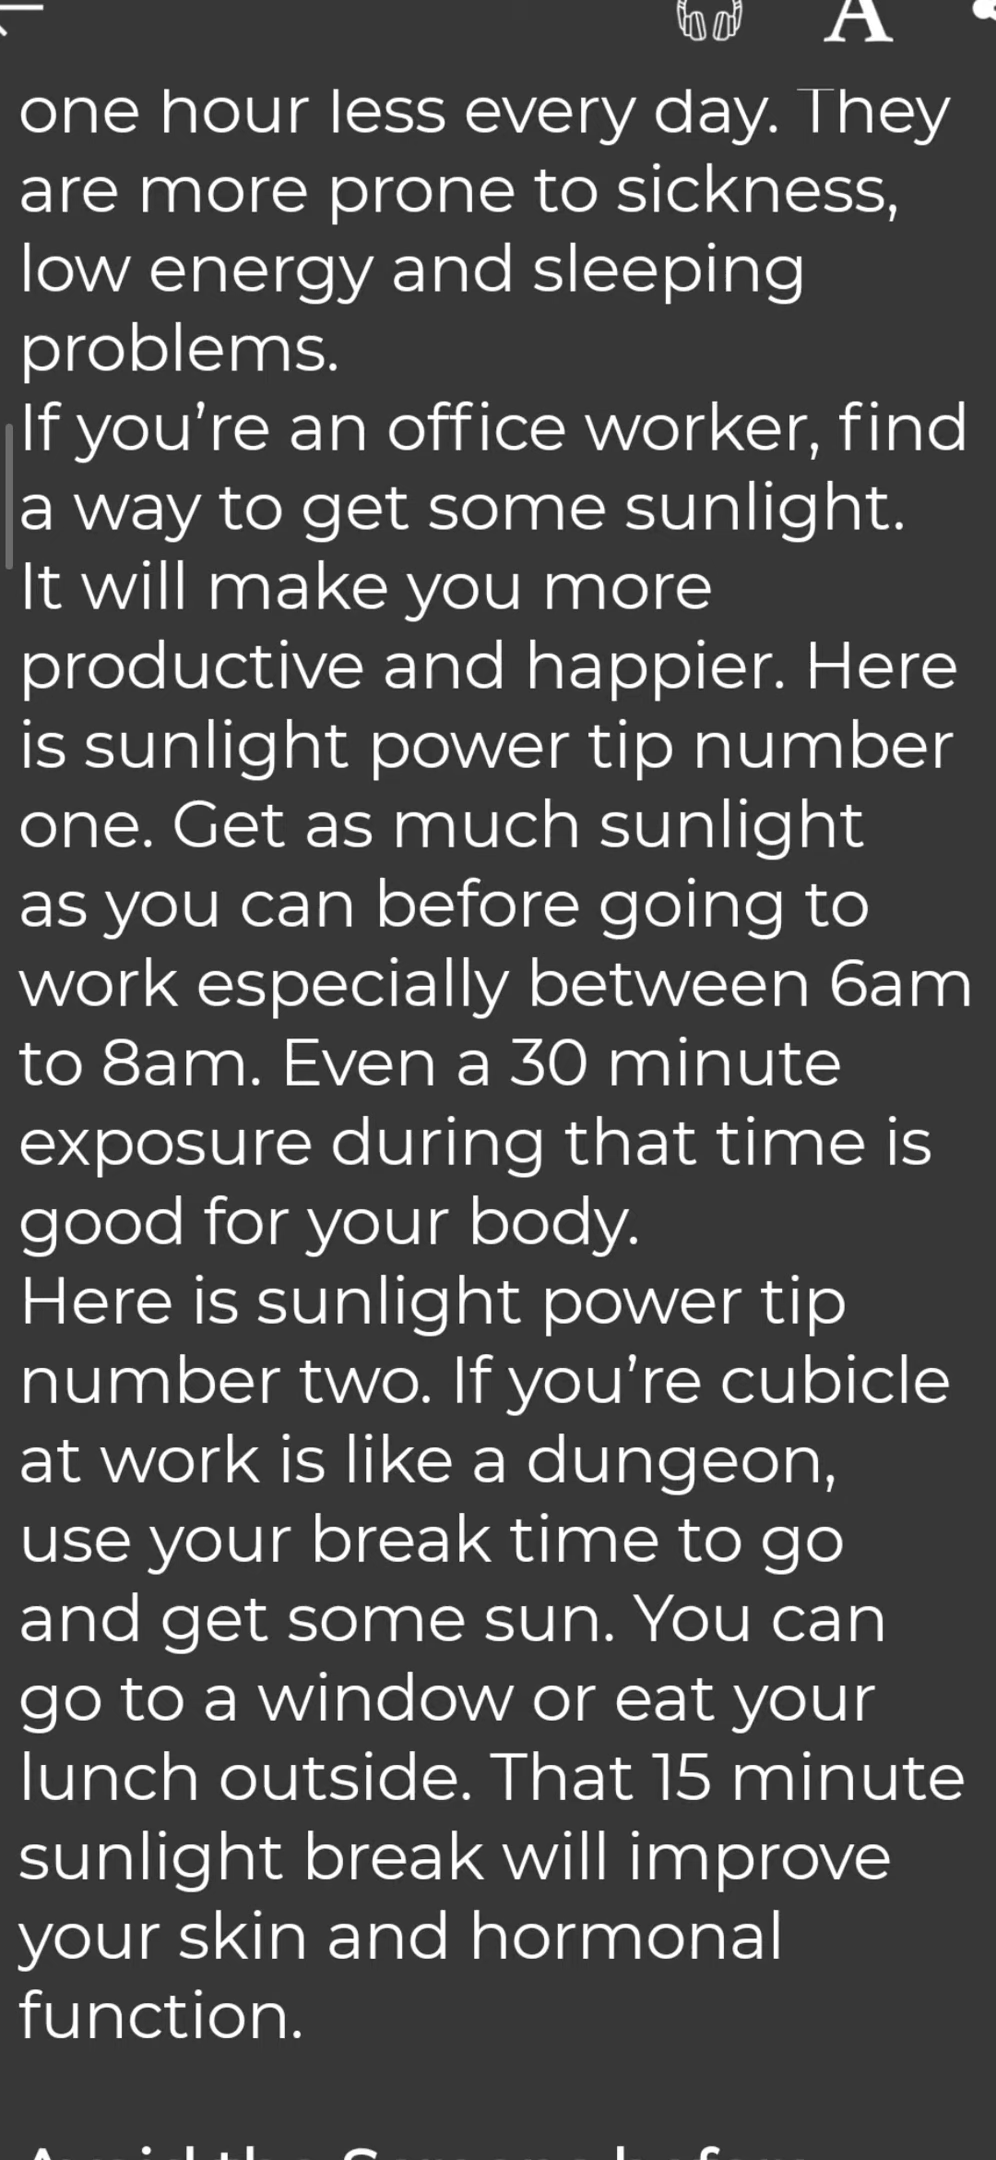 A
one hour less every day. They
are more prone to sickness,
low energy and sleeping
problems.
If you’re an office worker, find
a way to get some sunlight.
It will make you more
productive and happier. Here
is sunlight power tip number
one. Get as much sunlight
as you can before going to
work especially between 6am
to 8am. Even a 30 minute
exposure during that time is
good for your body.
Here is sunlight power tip
number two. If you’re cubicle
at work is like a dungeon,
use your break time to go
and get some sun. You can
go to a window or eat your
lunch outside. That 15 minute
sunlight break will improve
your skin and hormonal
function.